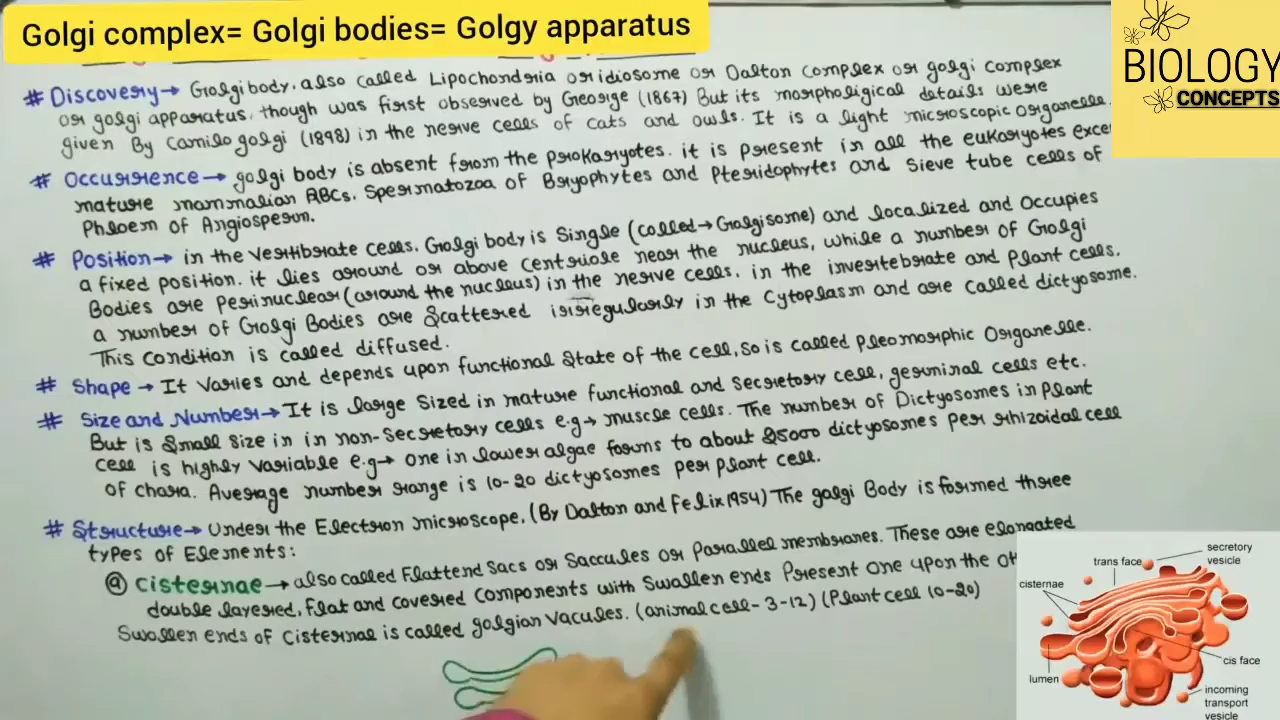 Golgi complex= Golgi bodies= Golgy apparatus
BIOLOGY
CONCEPTS
# Discovery → Golgibody. also called Lipochondria or idiosome or Dalton complex or golgi complex
or golgi apparatus, though was first observed by George (1867) But its morphological details were
given By Camilo golgi (1898) in the nerve cells of cats and owls. It is a light microscopic organelle.
# Occurrence → golgi body is absent from the prokaryotes. it is present in all the eukaryotes exce
mature mammalian RBCs. Spermatozoa of Bryophytes and Pteridophytes and Sieve tube cells of
Phloem of Angiosperm.
# Position → in the Vertibrate cells. Golgi body is Single (called → Golgisome) and localized and Occupies
a fixed position. it lies around or above centriole near the nucleus, while a number of Golgi
Bodies are perinuclear (around the nucleus) in the nerve cells. in the invertebrate and plant cells.
a number of Golgi Bodies are Scattered irregularly in the Cytoplasm and are called dictyosome.
This condition is called diffused.
# Shape → It Varies and depends upon functional State of the cell, So is called pleomorphic Organelle.
# Size and Number → It is large Sized in mature functional and Secretory cell, germinal cells etc.
But is Small size in in non-Secretory cells e.g → muscle cells. The number of Dictyosomes in plant
cell is highly Variable e.g → one in lower algae forms to about 25000 dictyosomes per rhizoidal cell
of chara. Average number range is 10-20 dictyosomes per plant cell.
# Structure → Under the Electron microscope. (By Dalton and Felix 1954) The golgi Body is formed three
types of Elements:
(a) Cisternae → also called Flattend Sacs or Saccules or Parallel membranes. These are elongated
double layered, Flat and covered Components with Swallen ends Present one upon the ot
Swollen ends of Cisternal is called golgian Vacules. (animal cell - 3-12) (Plant cell 10-20)
trans face
secretory
vesicle
cisternae
cis face
lumen
incoming
transport
vesicle